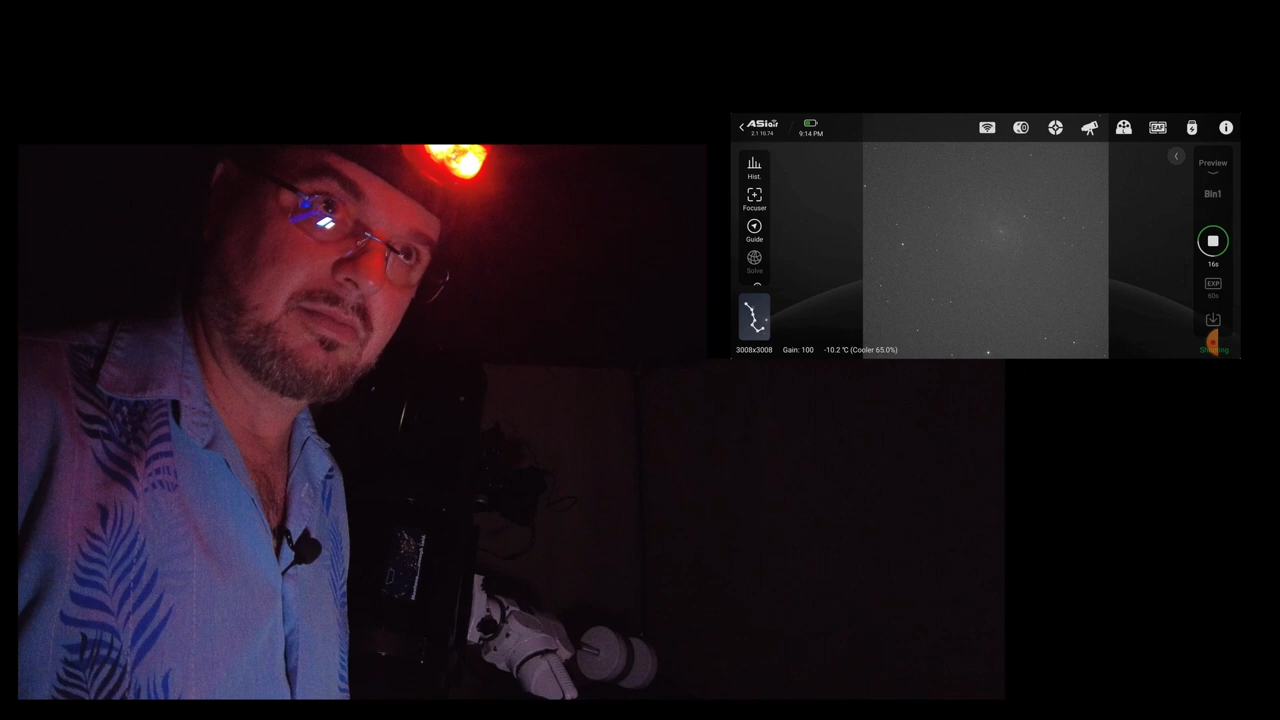 ASIair
2.1 10.74
9:14 PM
EAF
Hist.
Focuser
Guide
Solve
Preview
Bin1
16s
EXP
60s
3008x3008 Gain: 100 -10.2 ℃ (Cooler 65.0%)